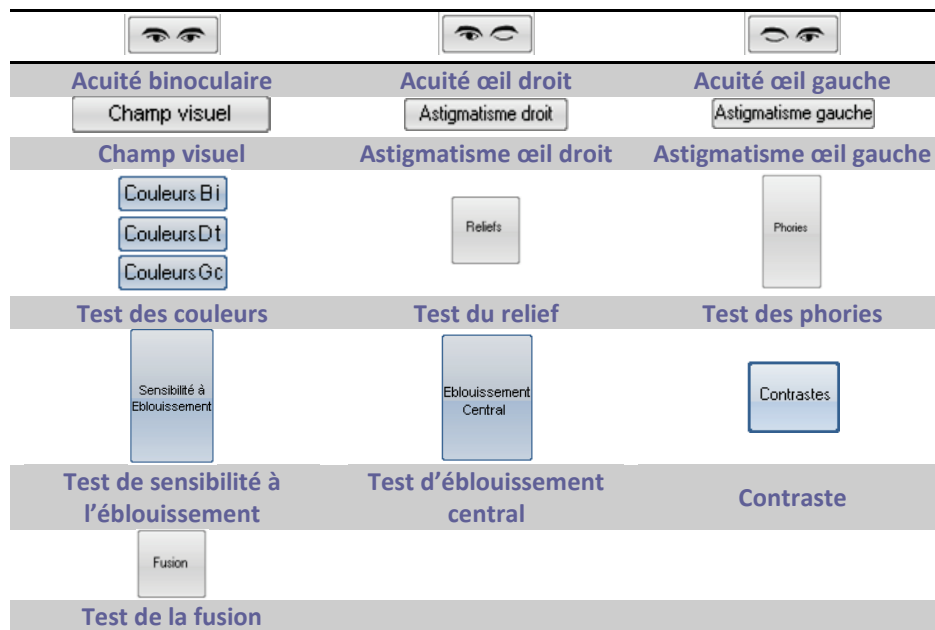 Acuité binoculaire Acuité œil droit Acuité œil gauche
Champ visuel Astigmatisme droit Astigmatisme gauche
Champ visuel Astigmatisme œil droit Astigmatisme œil gauche
Couleurs Bi
Couleurs Dt
Couleurs Gc
Reliefs
Phories
Test des couleurs Test du relief Test des phories
Sensibilité à
Eblouissement
Eblouissement
Central
Contrastes
Test de sensibilité à
l’éblouissement
Test d’éblouissement
central
Contraste
Fusion
Test de la fusion